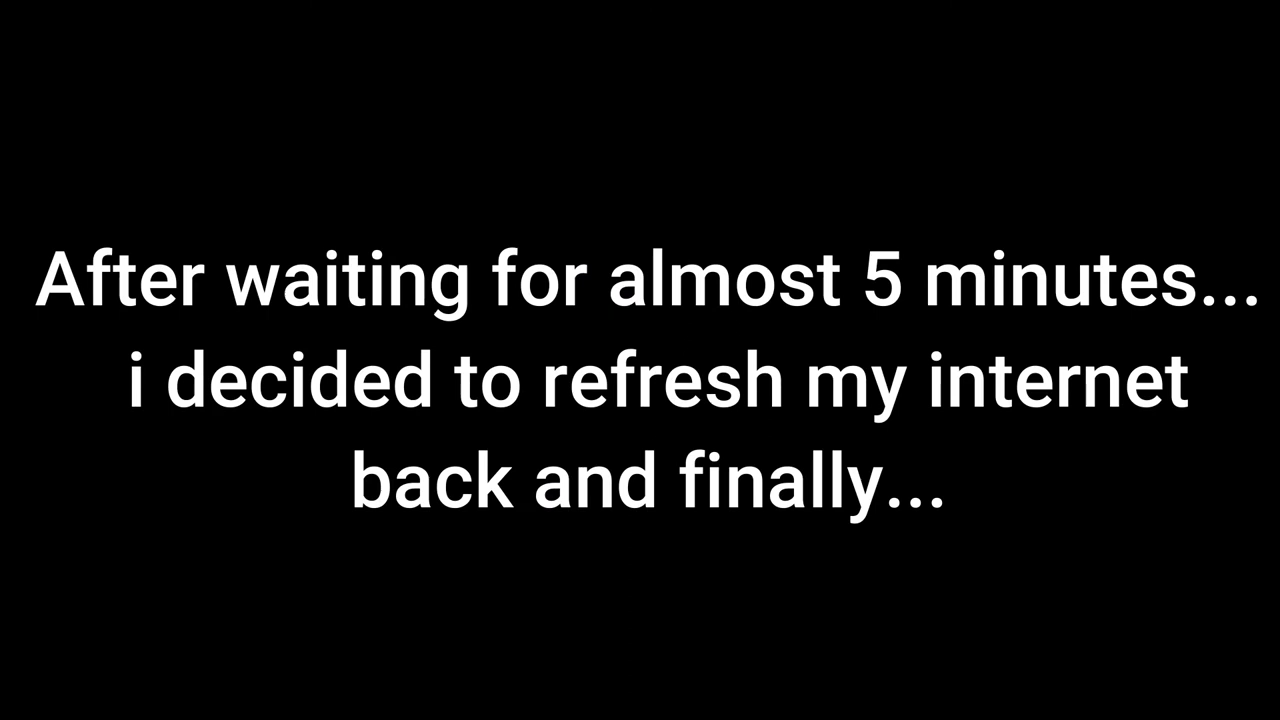 After waiting for almost 5 minutes...
i decided to refresh my internet
back and finally...